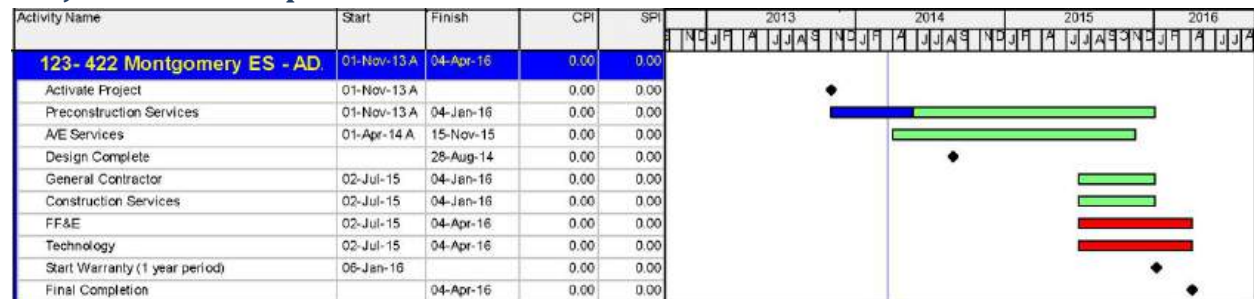 Activity Name Start Finish CPI SPI 2013 2014 2015 2016
N D J F A J J A S N D J F A J J A S N D J F A J J A S O N D J F A J J A
123- 422 Montgomery ES - AD. 01-Nov-13 A 04-Apr-16 0.00 0.00
Activate Project 01-Nov-13 A 0.00 0.00
Preconstruction Services 01-Nov-13 A 04-Jan-16 0.00 0.00
A/E Services 01-Apr-14 A 15-Nov-15 0.00 0.00
Design Complete 28-Aug-14 0.00 0.00
General Contractor 02-Jul-15 04-Jan-16 0.00 0.00
Construction Services 02-Jul-15 04-Jan-16 0.00 0.00
FF&E 02-Jul-15 04-Apr-16 0.00 0.00
Technology 02-Jul-15 04-Apr-16 0.00 0.00
Start Warranty (1 year period) 06-Jan-16 0.00 0.00
Final Completion 04-Apr-16 0.00 0.00